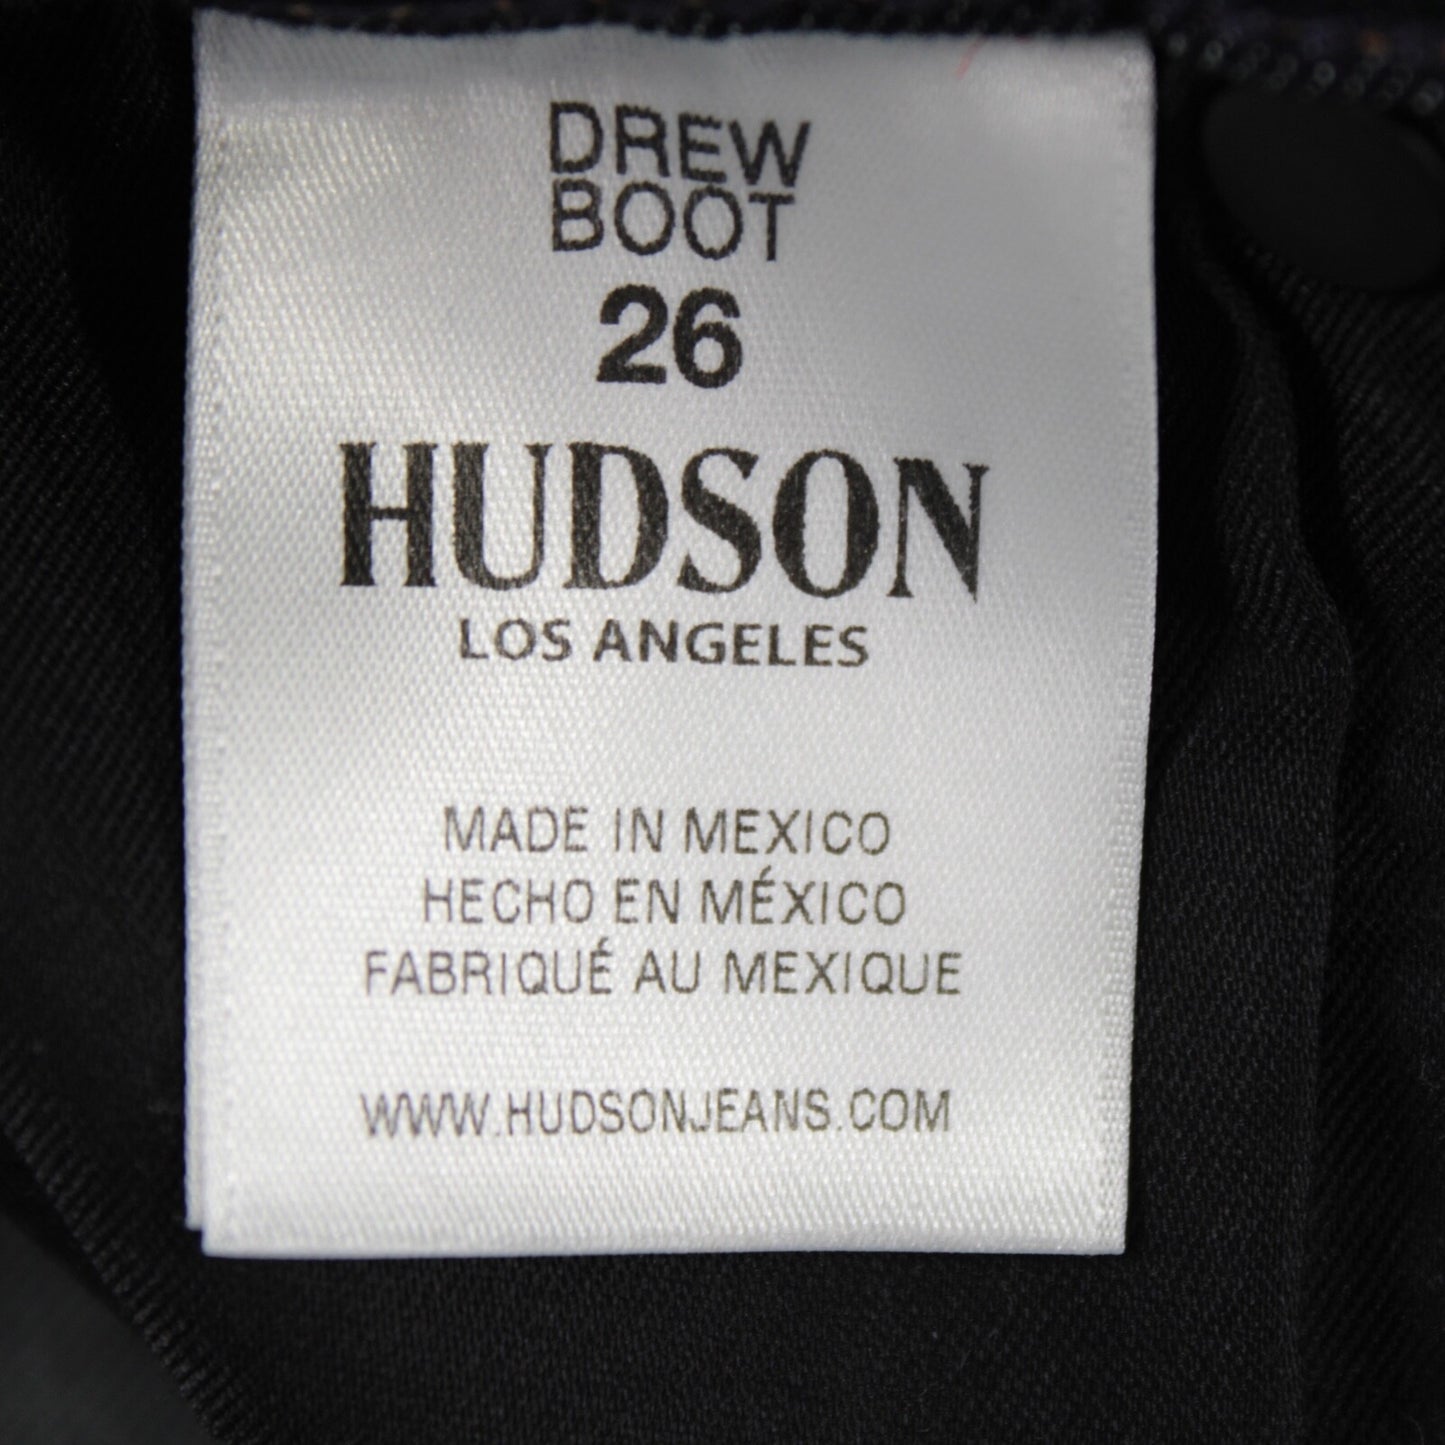 DREW
BOOT
26
HUDSON
LOS ANGELES
MADE IN MEXICO
HECHO EN MÉXICO
FABRIQUÉ AU MEXIQUE
WWW.HUDSONJEANS.COM